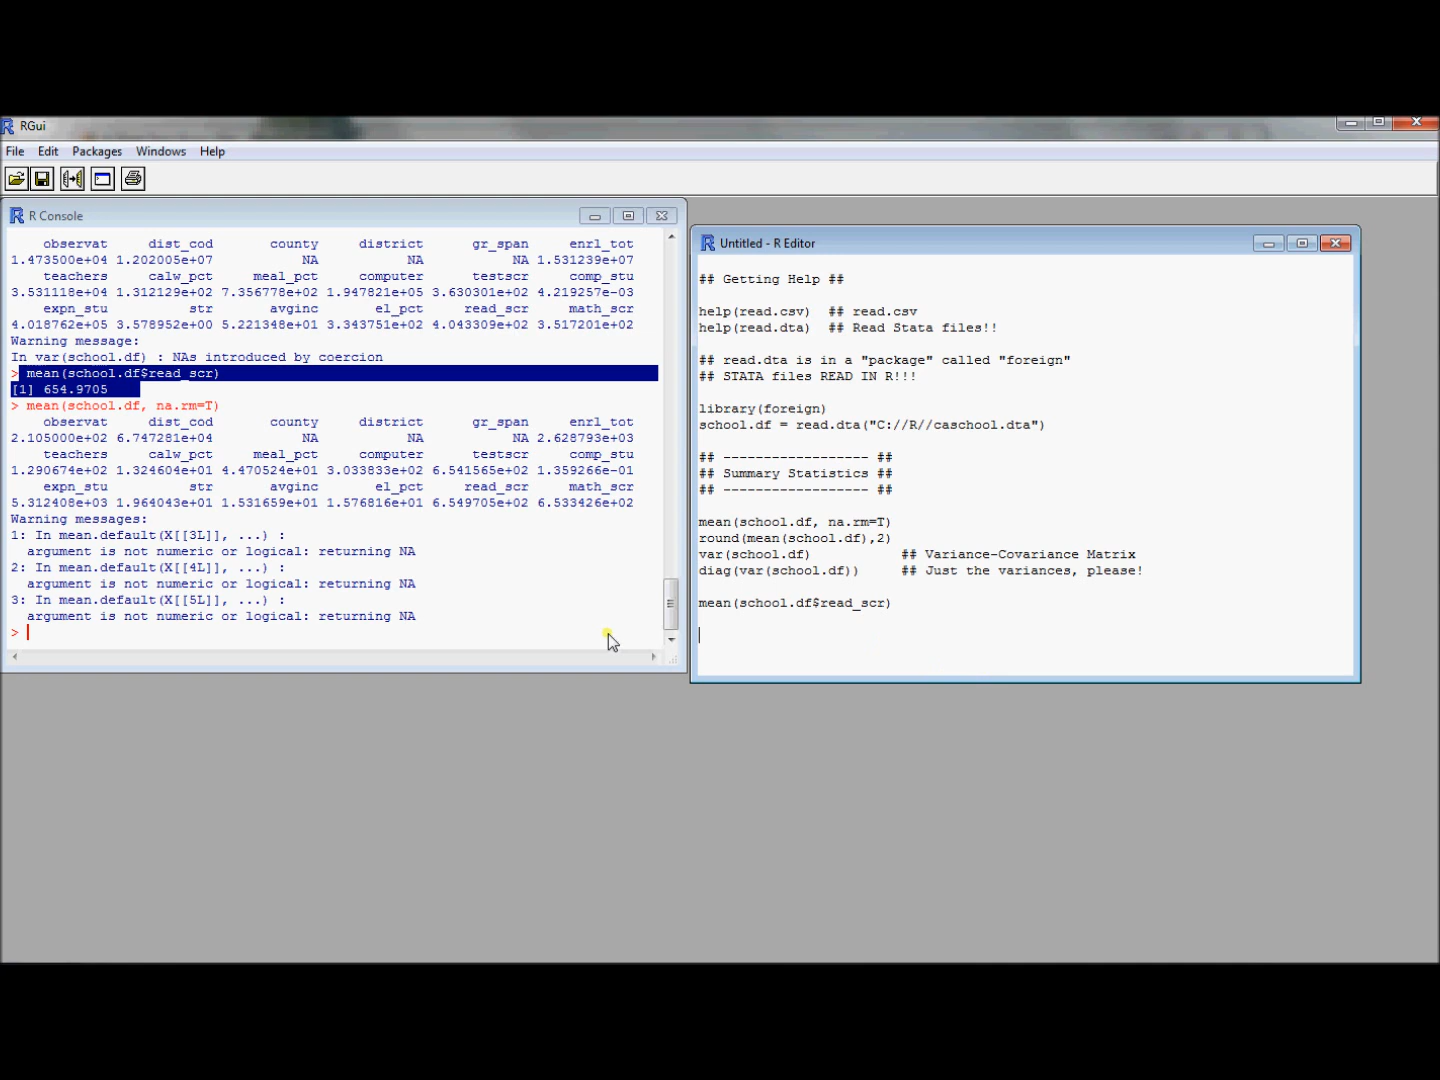 RGui
File Edit Packages Windows Help
R Console
observat dist_cod county district gr_span enrl_tot
1.473500e+04 1.202005e+07 NA NA NA 1.531239e+07
teachers calw_pct meal_pct computer testscr comp_stu
3.531118e+04 1.312129e+02 7.356778e+02 1.947821e+05 3.630301e+02 4.219257e-03
expn_stu str avginc el_pct read_scr math_scr
4.018762e+05 3.578952e+00 5.221348e+01 3.343751e+02 4.043309e+02 3.517201e+02
Warning message:
In var(school.df) : NAs introduced by coercion
> mean(school.df$read_scr)
[1] 654.9705
> mean(school.df, na.rm=T)
observat dist_cod county district gr_span enrl_tot
2.105000e+02 6.747281e+04 NA NA NA 2.628793e+03
teachers calw_pct meal_pct computer testscr comp_stu
1.290674e+02 1.324604e+01 4.470524e+01 3.033833e+02 6.541565e+02 1.359266e-01
expn_stu str avginc el_pct read_scr math_scr
5.312408e+03 1.964043e+01 1.531659e+01 1.576816e+01 6.549705e+02 6.533426e+02
Warning messages:
1: In mean.default(X[[3L]], ...) :
argument is not numeric or logical: returning NA
2: In mean.default(X[[4L]], ...) :
argument is not numeric or logical: returning NA
3: In mean.default(X[[5L]], ...) :
argument is not numeric or logical: returning NA
>
Untitled - R Editor
## Getting Help ##
help(read.csv) ## read.csv
help(read.dta) ## Read Stata files!!
## read.dta is in a "package" called "foreign"
## STATA files READ IN R!!!
library(foreign)
school.df = read.dta("C://R//caschool.dta")
## ------------------ ##
## Summary Statistics ##
## ------------------ ##
mean(school.df, na.rm=T)
round(mean(school.df),2)
var(school.df) ## Variance-Covariance Matrix
diag(var(school.df)) ## Just the variances, please!
mean(school.df$read_scr)